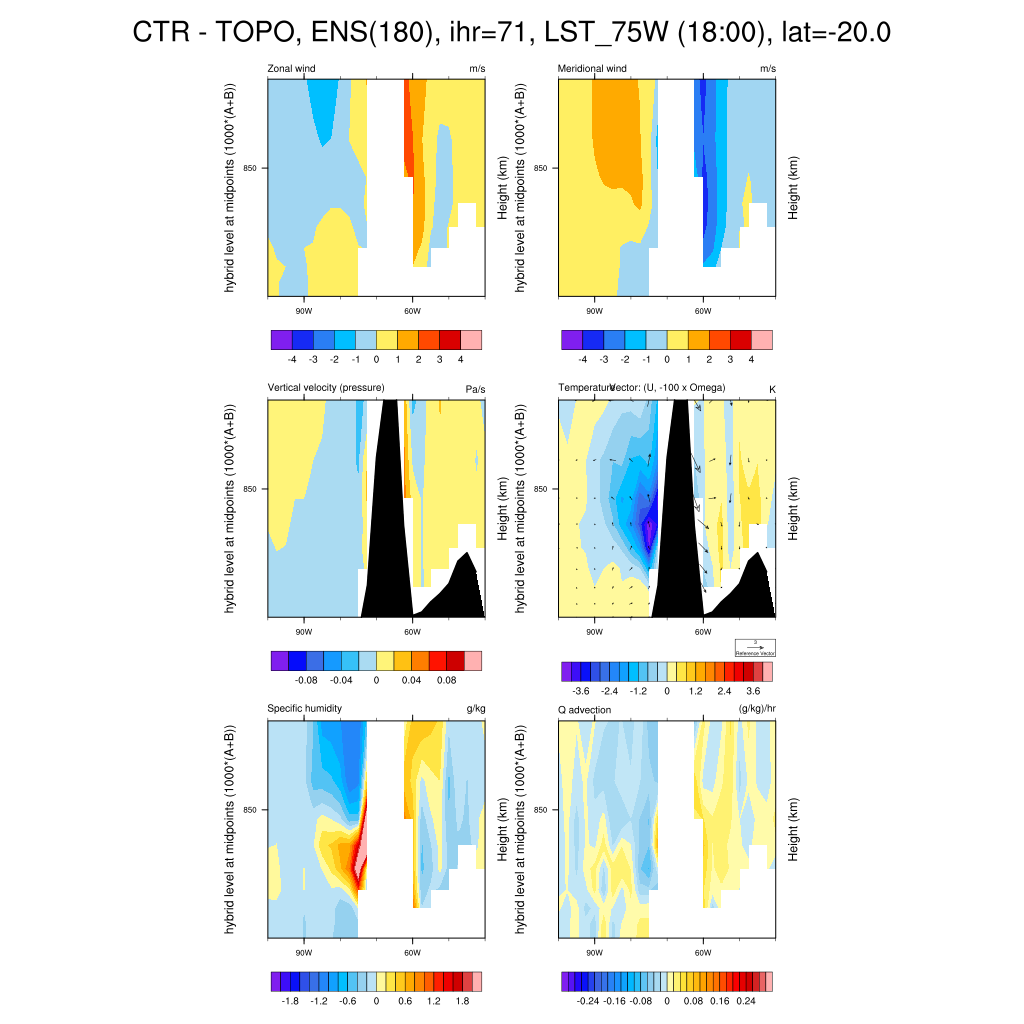 CTR - TOPO, ENS(180), ihr=71, LST_75W (18:00), lat=-20.0
Zonal wind m/s
hybrid level at midpoints (1000*(A+B))
850
Height (km)
90W 60W
-4 -3 -2 -1 0 1 2 3 4
Meridional wind m/s
hybrid level at midpoints (1000*(A+B))
850
Height (km)
90W 60W
-4 -3 -2 -1 0 1 2 3 4
Vertical velocity (pressure) Pa/s
hybrid level at midpoints (1000*(A+B))
850
Height (km)
90W 60W
-0.08 -0.04 0 0.04 0.08
Temperature Vector: (U, -100 x Omega) K
hybrid level at midpoints (1000*(A+B))
850
Height (km)
90W 60W
3
Reference Vector
-3.6 -2.4 -1.2 0 1.2 2.4 3.6
Specific humidity g/kg
hybrid level at midpoints (1000*(A+B))
850
Height (km)
90W 60W
-1.8 -1.2 -0.6 0 0.6 1.2 1.8
Q advection (g/kg)/hr
hybrid level at midpoints (1000*(A+B))
850
Height (km)
90W 60W
-0.24 -0.16 -0.08 0 0.08 0.16 0.24